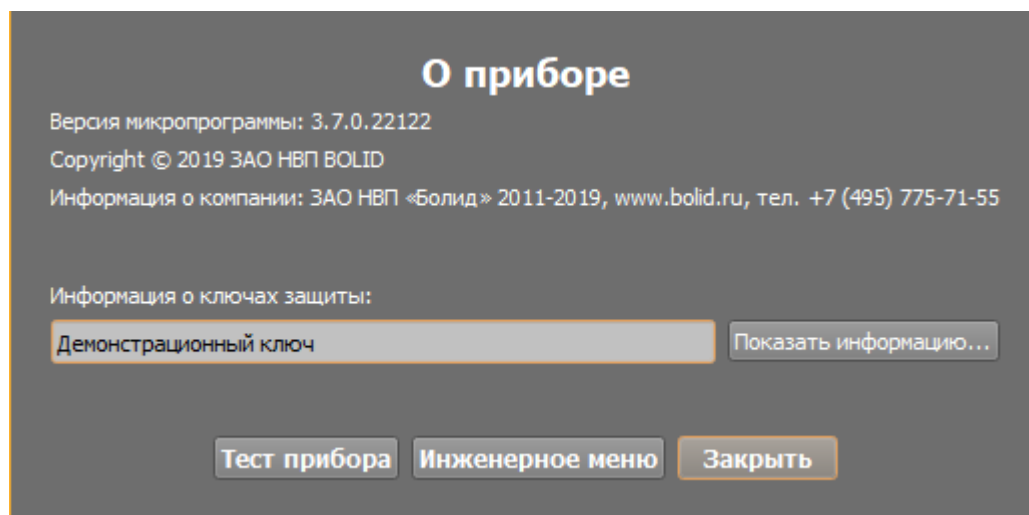 О приборе
Версия микропрограммы: 3.7.0.22122
Copyright © 2019 ЗАО НВП BOLID
Информация о компании: ЗАО НВП «Болид» 2011-2019, www.bolid.ru, тел. +7 (495) 775-71-55
Информация о ключах защиты:
Демонстрационный ключ
Показать информацию...
Тест прибора
Инженерное меню
Закрыть